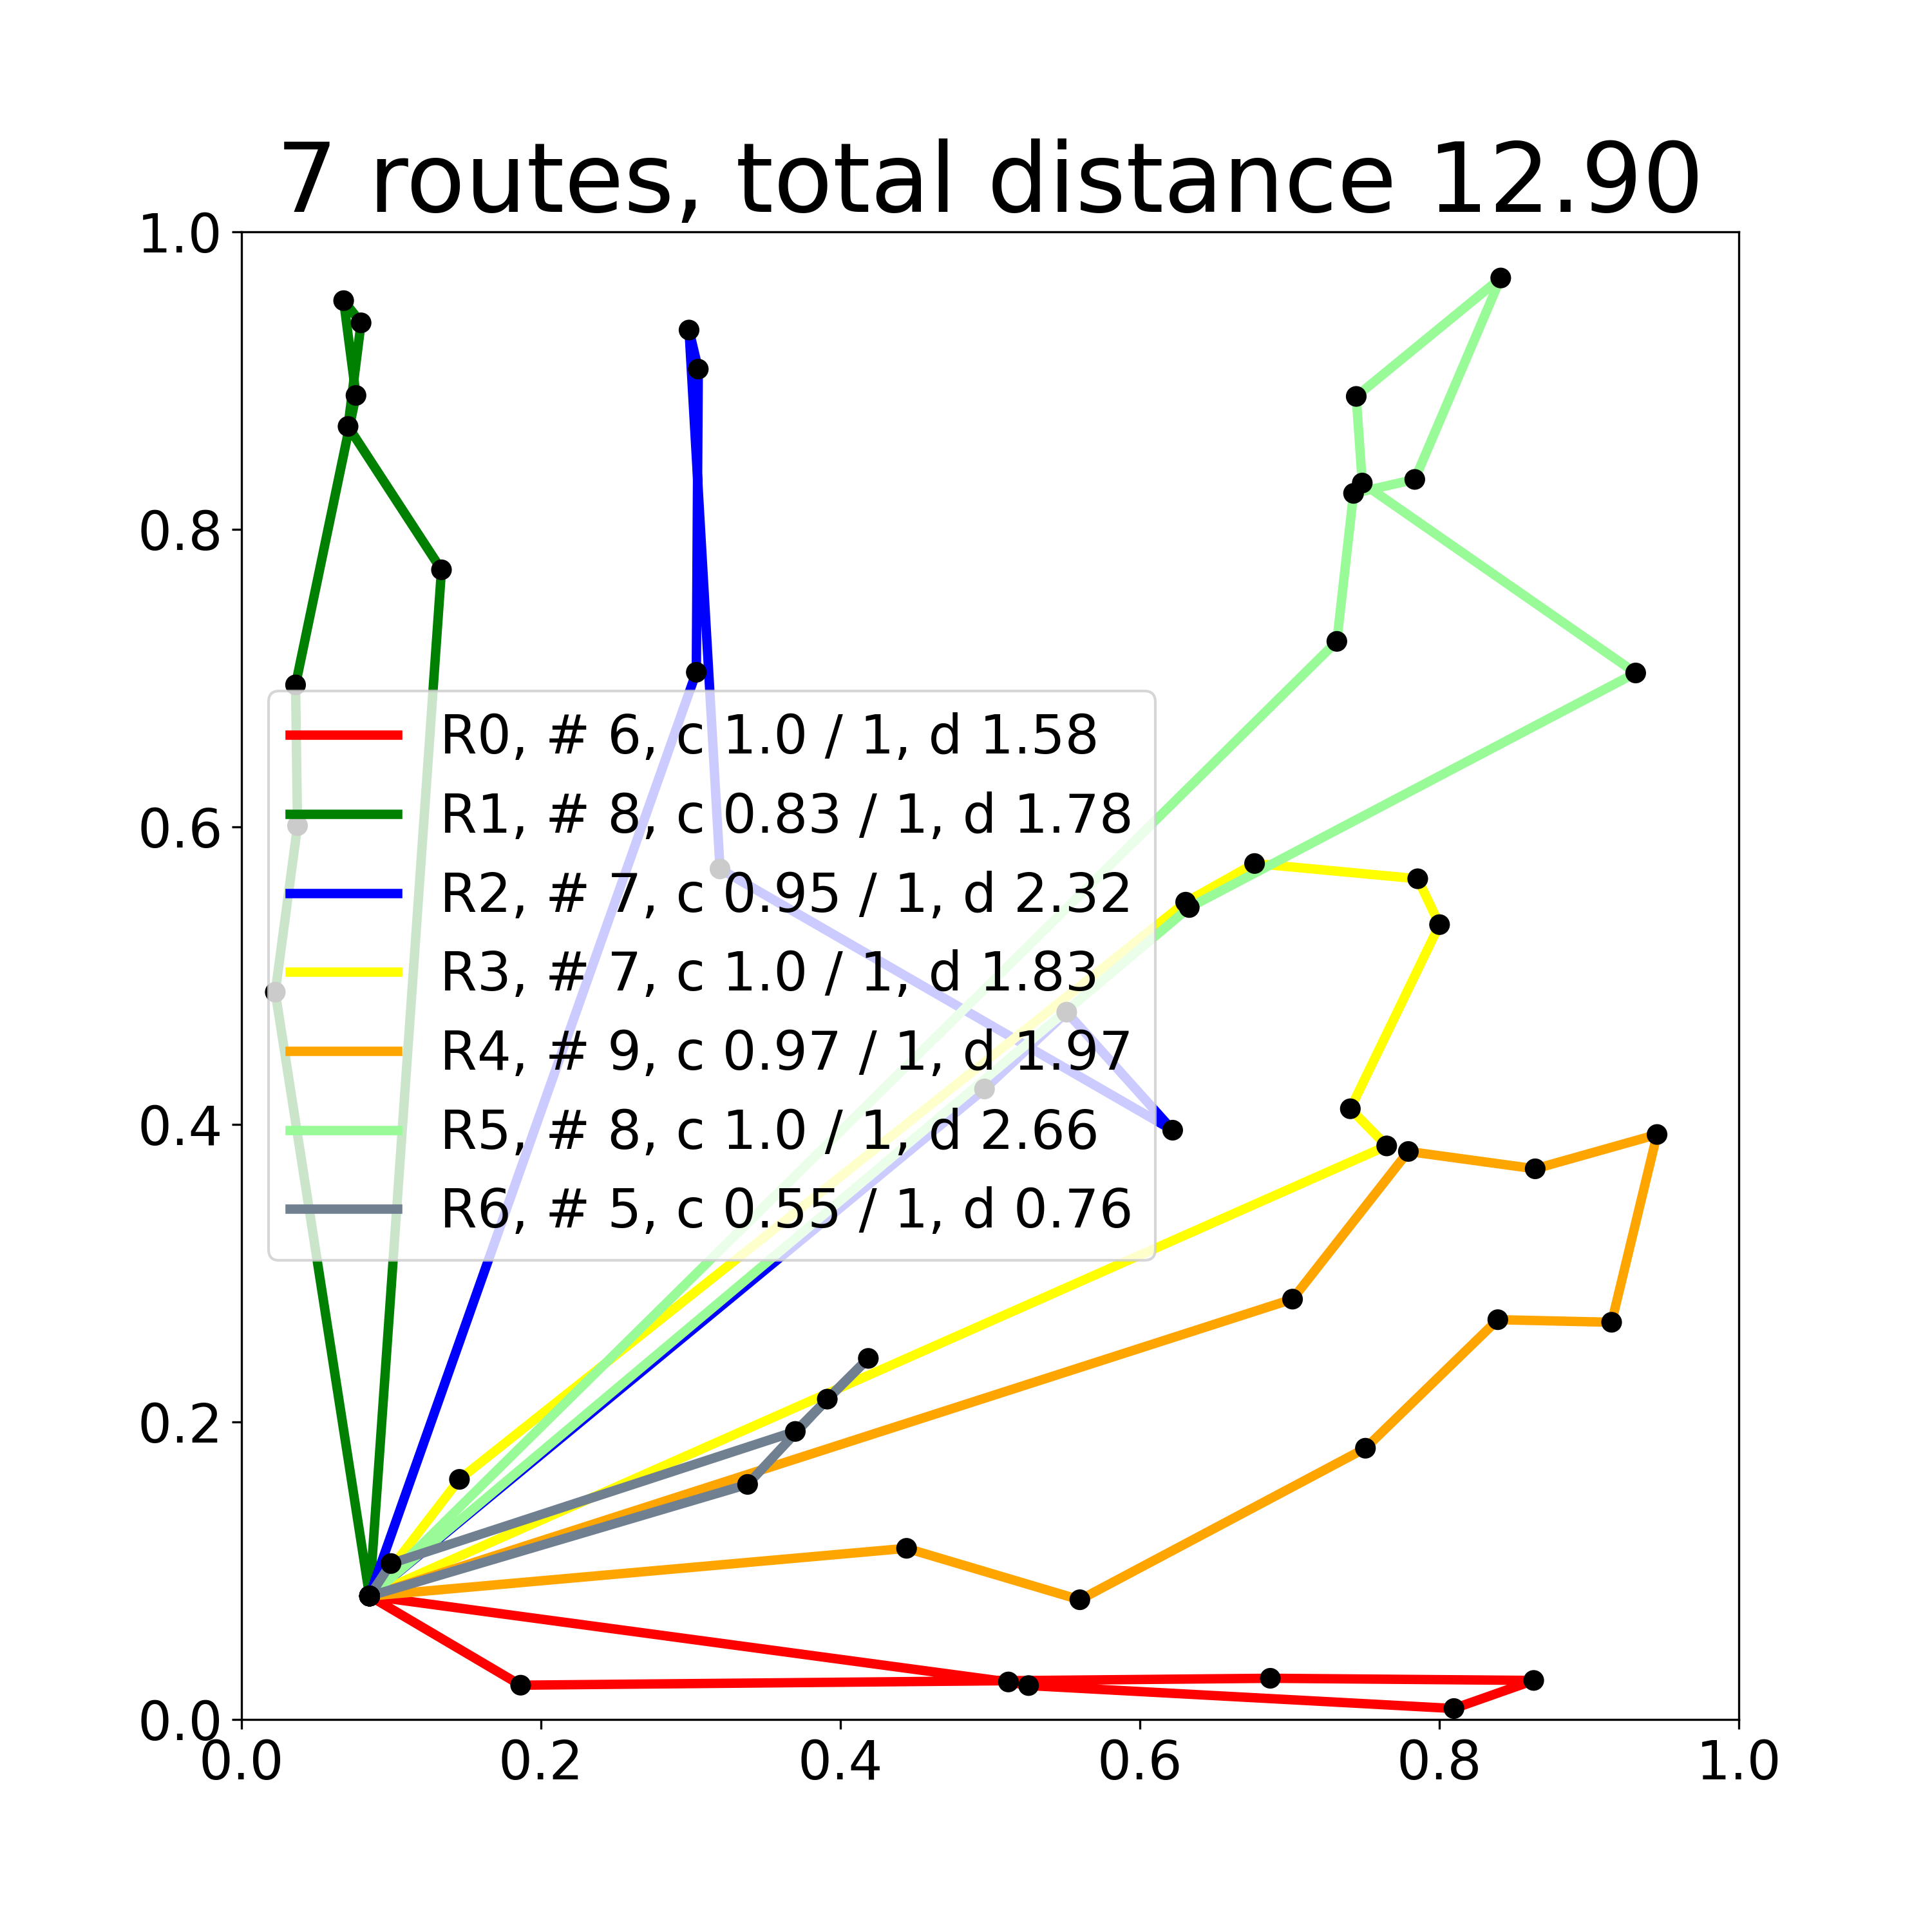 7 routes, total distance 12.90
1.0
0.8
0.6
0.4
0.2
0.0
R0, # 6, c 1.0 / 1, d 1.58
R1, # 8, c 0.83 / 1, d 1.78
R2, # 7, c 0.95 / 1, d 2.32
R3, # 7, c 1.0 / 1, d 1.83
R4, # 9, c 0.97 / 1, d 1.97
R5, # 8, c 1.0 / 1, d 2.66
R6, # 5, c 0.55 / 1, d 0.76
0.0 0.2 0.4 0.6 0.8 1.0